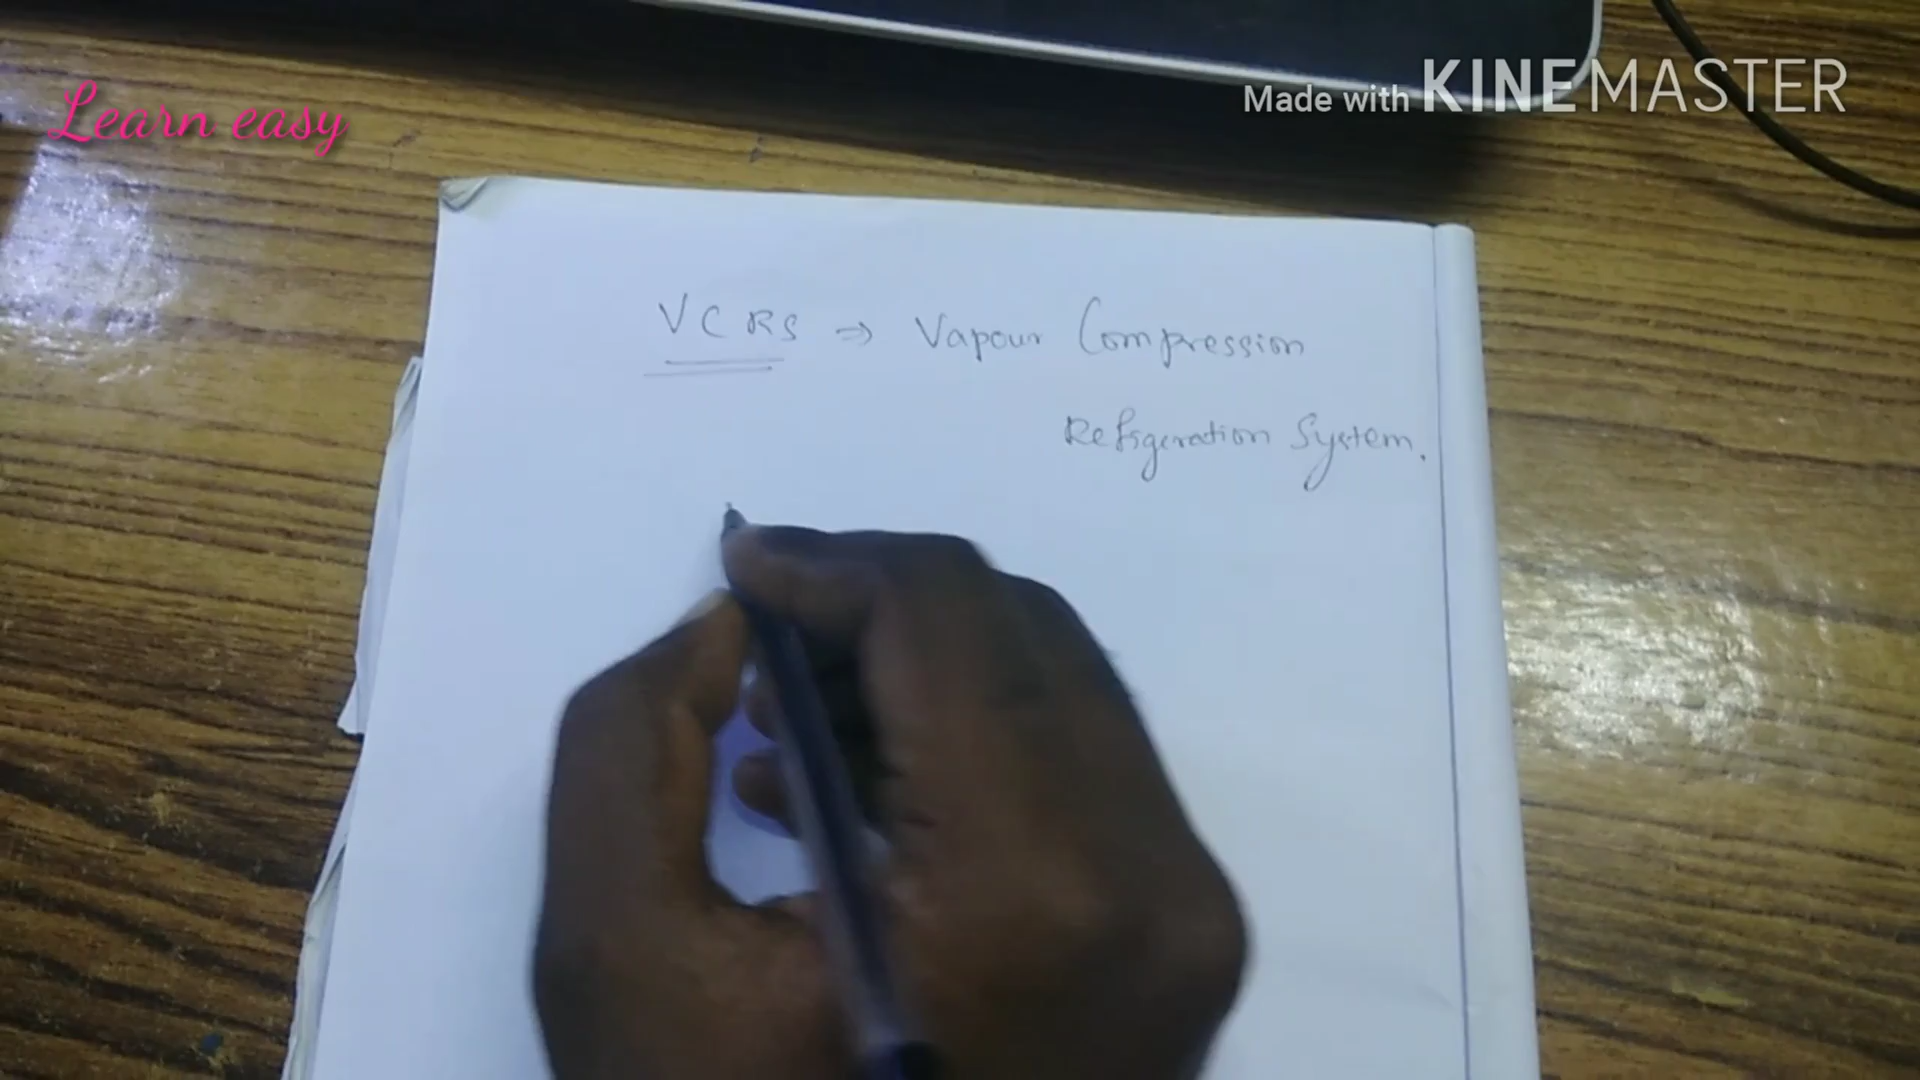 Learn easy
Made with KINEMASTER
VCRS ⇒ Vapour Compression
Refrigeration System.